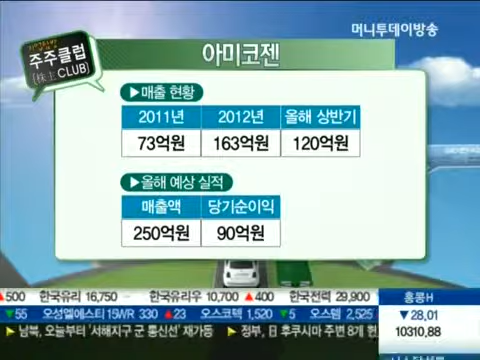 머니투데이방송
주주클럽
[株主 CLUB]
아미코젠
▶매출 현황
2011년 2012년 올해 상반기
73억원 163억원 120억원
▶올해 예상 실적
매출액 당기순이익
250억원 90억원
▲500 한국유리 16,750 − 한국유리우 10,700 ▲400 한국전력 29,900
▼55 오성엘에스티 15WR 330 ▲23 오스코텍 1,520 ▼5 오스템 2,525
▶ 남북, 오늘부터 '서해지구 군 통신선' 재가동 ▶ 정부, 日 후쿠시마 주변 8개 현
홍콩H
▼28,01
10310,88